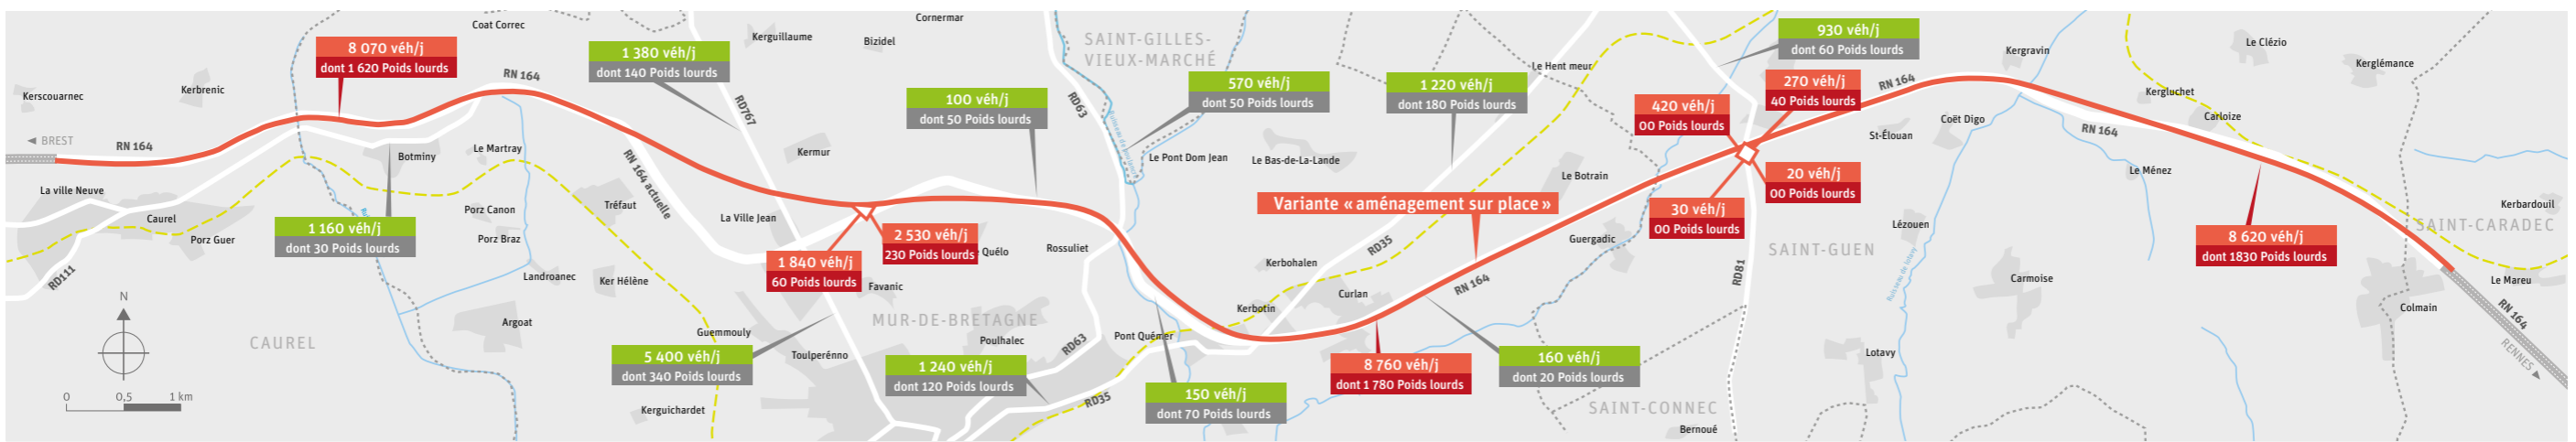 Coat Correc
Cornermar
Kerguillaume
Bizidel
SAINT-GILLES-
VIEUX-MARCHÉ
930 véh/j
dont 60 Poids lourds
Kergravin
Le Clézio
Kerglémance
8 070 véh/j
dont 1 620 Poids lourds
1 380 véh/j
dont 140 Poids lourds
RN 164
Le Hent meur
570 véh/j
dont 50 Poids lourds
1 220 véh/j
dont 180 Poids lourds
270 véh/j
40 Poids lourds
RN 164
Kerscouarnec
Kerbrenic
100 véh/j
dont 50 Poids lourds
RD767
RD63
420 véh/j
00 Poids lourds
Kergluchet
Carloize
Coët Digo
RN 164
St-Élouan
BREST
RN 164
Botminy
Le Martray
Kermur
Le Pont Dom Jean
Le Bas-de-La-Lande
Le Botrain
20 véh/j
00 Poids lourds
Le Ménez
RN 164 actuelle
La ville Neuve
Caurel
Porz Guer
Porz Canon
Porz Braz
Tréfaut
La Ville Jean
Variante « aménagement sur place »
30 véh/j
00 Poids lourds
Kerbardouil
SAINT-CARADEC
1 160 véh/j
dont 30 Poids lourds
2 530 véh/j
230 Poids lourds
Quélo
Rossuliet
RD35
Guergadic
SAINT-GUEN
Lézouen
8 620 véh/j
dont 1830 Poids lourds
1 840 véh/j
60 Poids lourds
Favanic
Kerbohalen
RD111
Landroanec
Ker Hélène
Curlan
RN 164
RD81
Carmoise
Le Mareu
N
Argoat
Guemmouly
MUR-DE-BRETAGNE
Kerbotin
Colmain
RN 164
CAUREL
Poulhalec
RD63
Pont Quémer
Toulperénno
5 400 véh/j
dont 340 Poids lourds
1 240 véh/j
dont 120 Poids lourds
8 760 véh/j
dont 1 780 Poids lourds
160 véh/j
dont 20 Poids lourds
Lotavy
RENNES
0
0,5
1 km
RD35
150 véh/j
dont 70 Poids lourds
Kerguichardet
SAINT-CONNEC
Bernoué